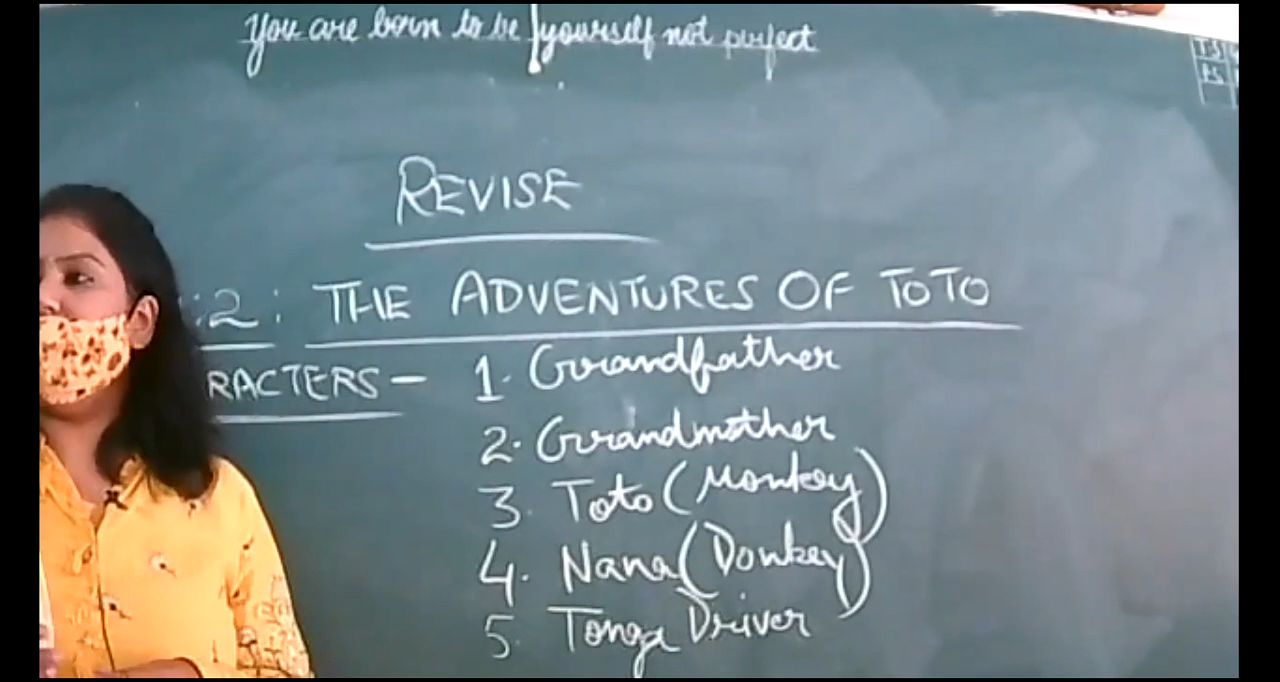 You are born to be yourself not perfect
REVISE
:2: THE ADVENTURES OF TOTO
RACTERS - 1. Grandfather
2. Grandmother
3. Toto (Monkey)
4. Nana (Donkey)
5. Tonga Driver